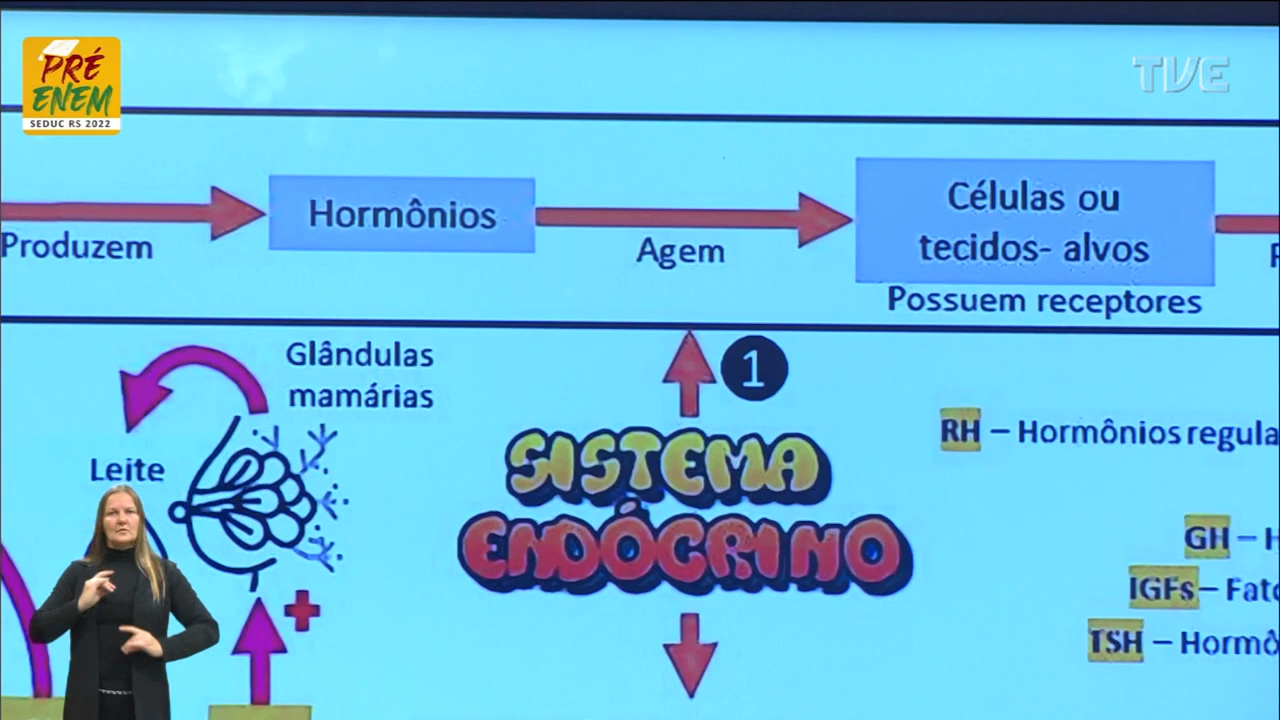 PRÉ
ENEM
SEDUC RS 2022
TVE
Produzem
Hormônios
Agem
Células ou
tecidos- alvos
Possuem receptores
Glândulas
mamárias
Leite
1
SISTEMA
ENDÓCRINO
RH – Hormônios regula
GH – H
IGFs – Fato
TSH – Hormô